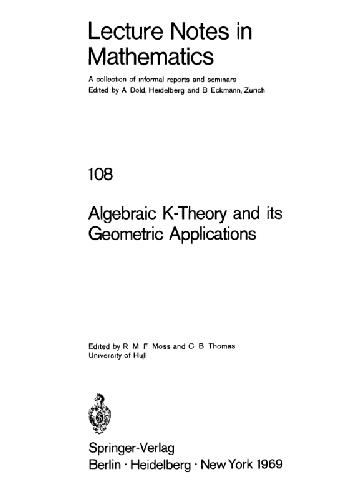 Lecture Notes in
Mathematics
A collection of informal reports and seminars
Edited by A. Dold, Heidelberg and B. Eckmann, Zurich
108
Algebraic K-Theory and its
Geometric Applications
Edited by R. M. F. Moss and C. B. Thomas
University of Hull
Springer-Verlag
Berlin · Heidelberg · New York 1969